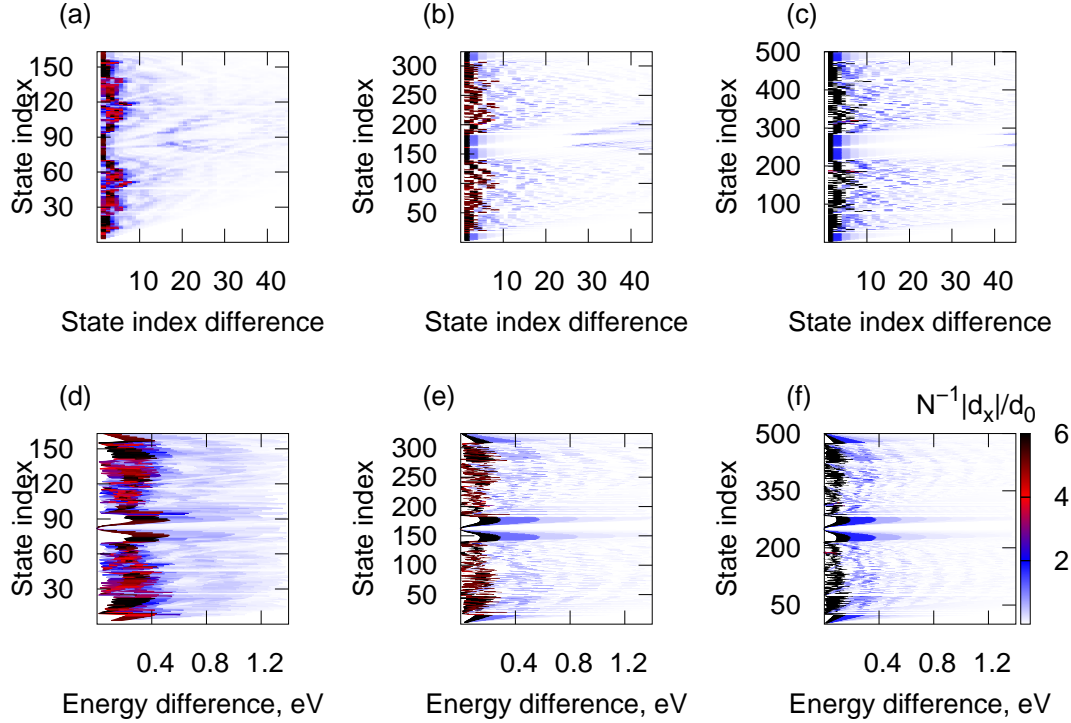 (a)
(b)
(c)
State index
150
120
90
60
30
State index
300
250
200
150
100
50
State index
500
400
300
200
100
10 20 30 40
10 20 30 40
10 20 30 40
State index difference
State index difference
State index difference
(d)
(e)
(f)
N⁻¹|dₓ|/d₀
State index
150
120
90
60
30
State index
300
250
200
150
100
50
State index
500
350
200
50
6
4
2
0.4 0.8 1.2
0.4 0.8 1.2
0.4 0.8 1.2
Energy difference, eV
Energy difference, eV
Energy difference, eV